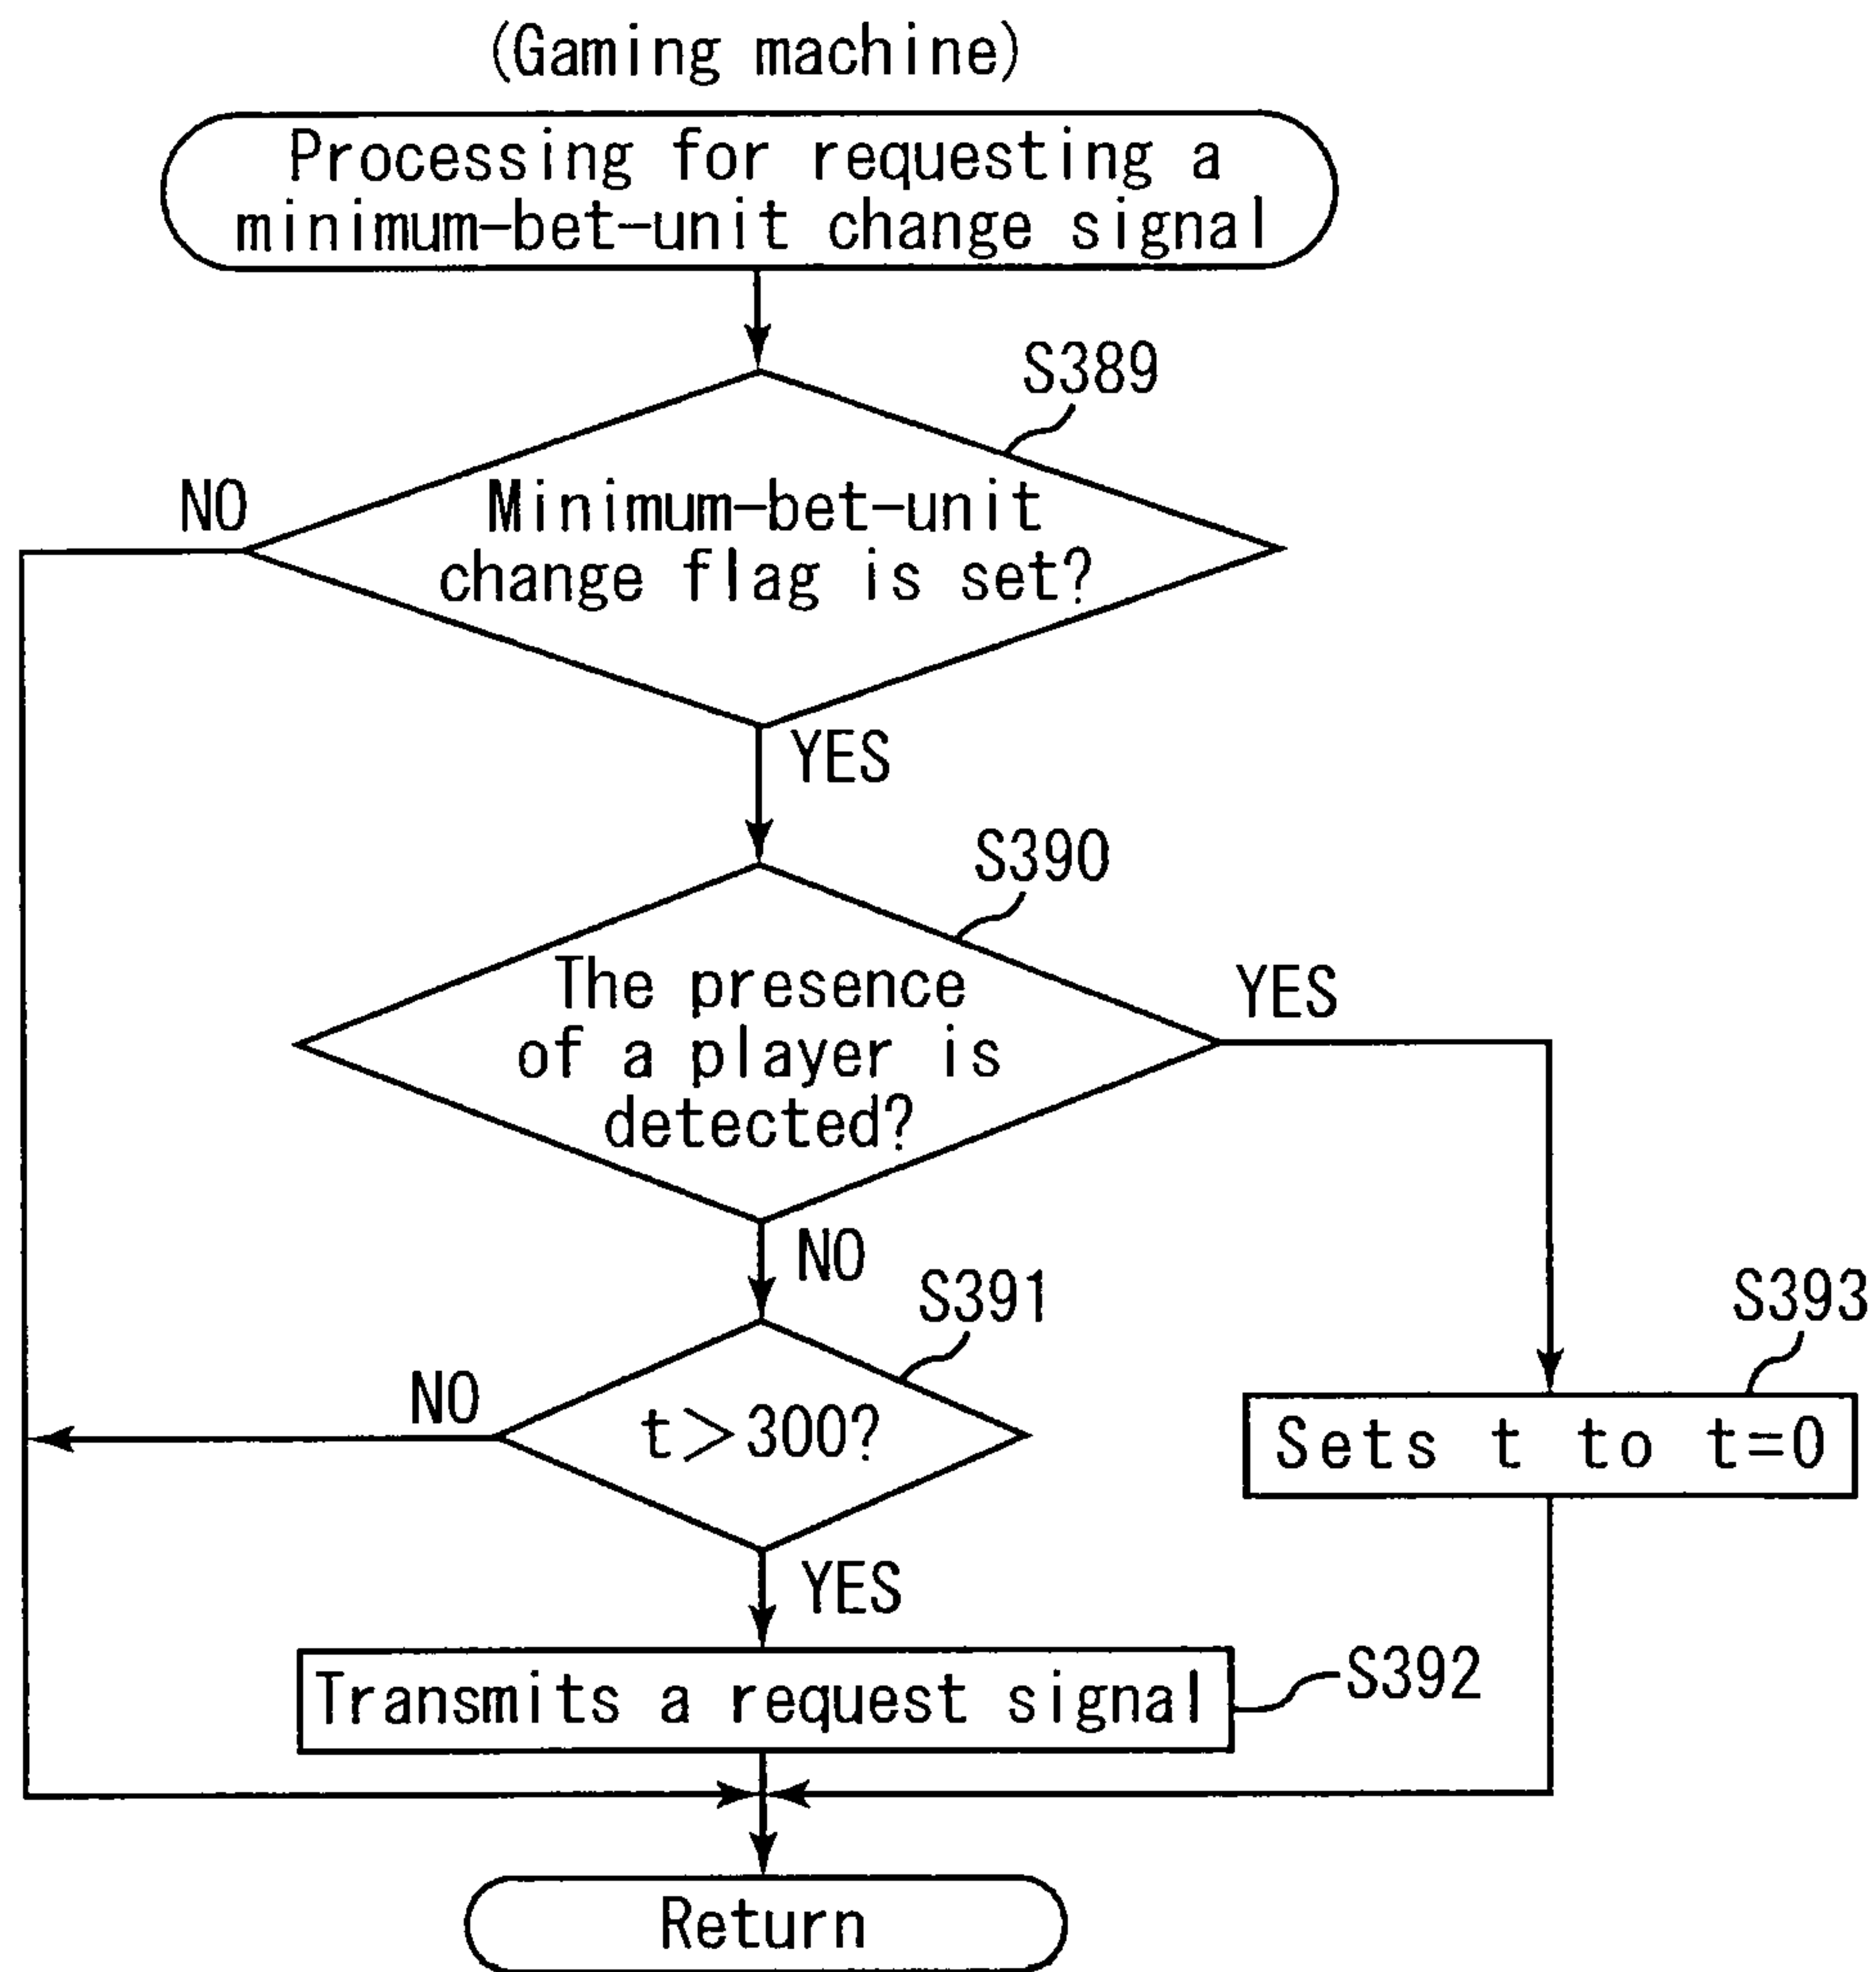 (Gaming machine)
Processing for requesting a
minimum-bet-unit change signal
S389
NO
Minimum-bet-unit
change flag is set?
YES
S390
The presence
of a player is
detected?
YES
NO
S391
S393
NO
t>300?
Sets t to t=0
YES
Transmits a request signal
S392
Return